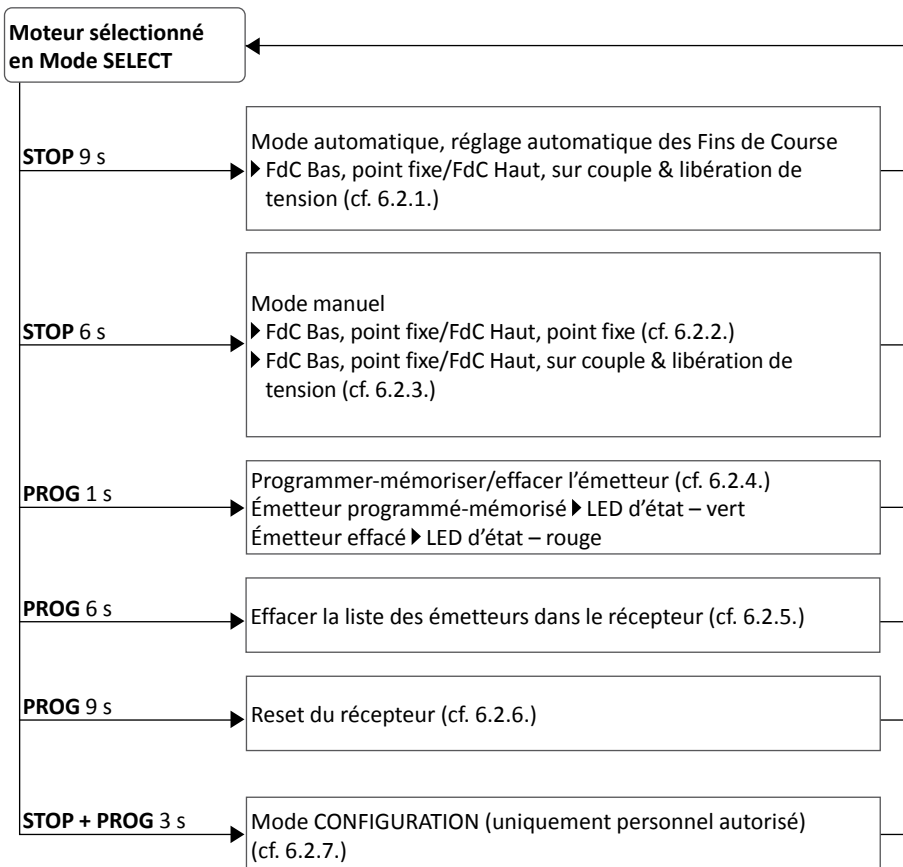 Moteur sélectionné
en Mode SELECT
STOP 9 s
Mode automatique, réglage automatique des Fins de Course
FdC Bas, point fixe/FdC Haut, sur couple & libération de
tension (cf. 6.2.1.)
STOP 6 s
Mode manuel
FdC Bas, point fixe/FdC Haut, point fixe (cf. 6.2.2.)
FdC Bas, point fixe/FdC Haut, sur couple & libération de
tension (cf. 6.2.3.)
PROG 1 s
Programmer-mémoriser/effacer l’émetteur (cf. 6.2.4.)
Émetteur programmé-mémorisé LED d’état – vert
Émetteur effacé LED d’état – rouge
PROG 6 s
Effacer la liste des émetteurs dans le récepteur (cf. 6.2.5.)
PROG 9 s
Reset du récepteur (cf. 6.2.6.)
STOP + PROG 3 s
Mode CONFIGURATION (uniquement personnel autorisé)
(cf. 6.2.7.)